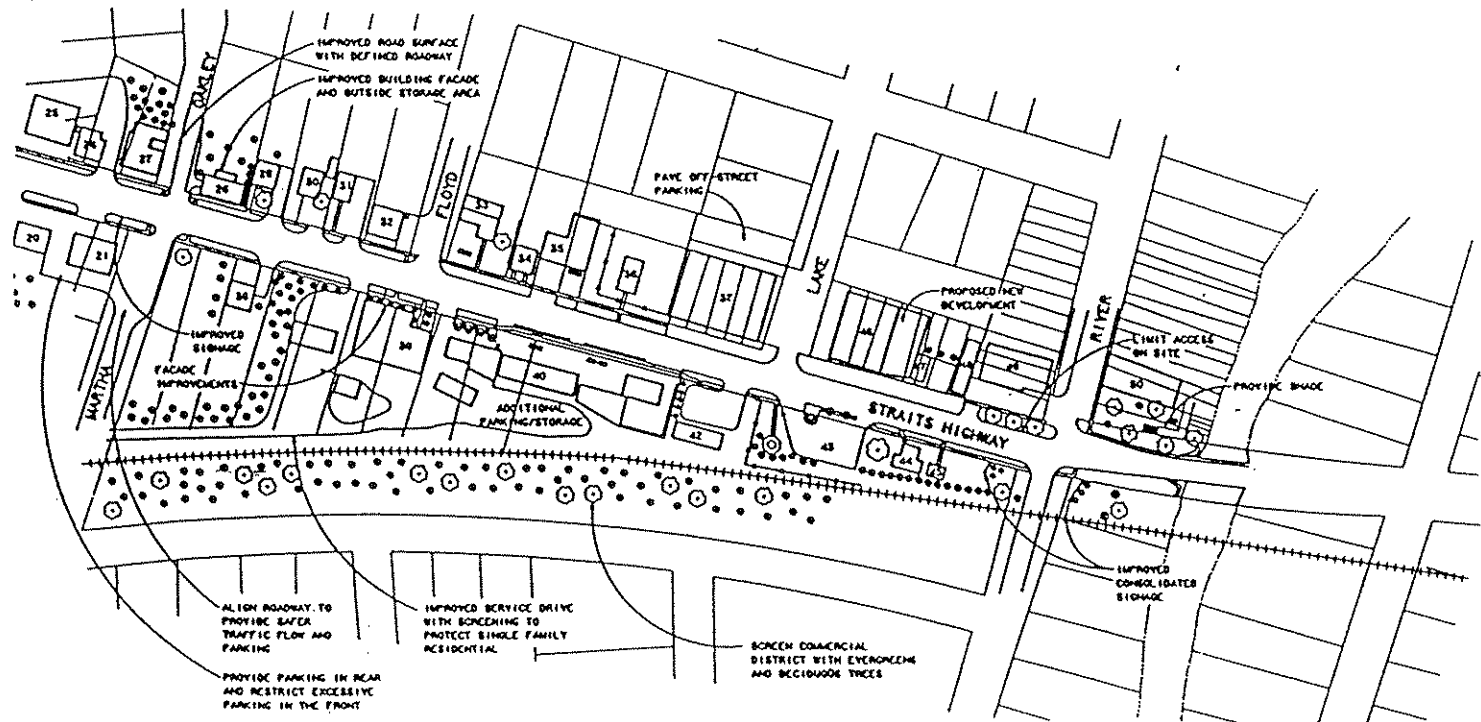 IMPROVED ROAD SURFACE
WITH DEFINED ROADWAY
IMPROVED BUILDING FACADE
AND OUTSIDE STORAGE AREA
OAKLEY
25
26
27
28
30
31
32
FLOYD
33
34
35
36
37
PAVE OFF-STREET
PARKING
LAKE
PROPOSED NEW
DEVELOPMENT
RIVER
LIMIT ACCESS
ON SITE
50
PROVIDE SHADE
20
21
IMPROVED
SIGNAGE
MARTHA
FACADE
IMPROVEMENTS
40
ADDITIONAL
PARKING/STORAGE
42
43
44
STRAITS HIGHWAY
IMPROVED
CONSOLIDATED
SIGNAGE
ALIGN ROADWAY TO
PROVIDE SAFER
TRAFFIC FLOW AND
PARKING
IMPROVED SERVICE DRIVE
WITH SCREENING TO
PROTECT SINGLE FAMILY
RESIDENTIAL
SCREEN COMMERCIAL
DISTRICT WITH EVERGREENS
AND DECIDUOUS TREES
PROVIDE PARKING IN REAR
AND RESTRICT EXCESSIVE
PARKING IN THE FRONT